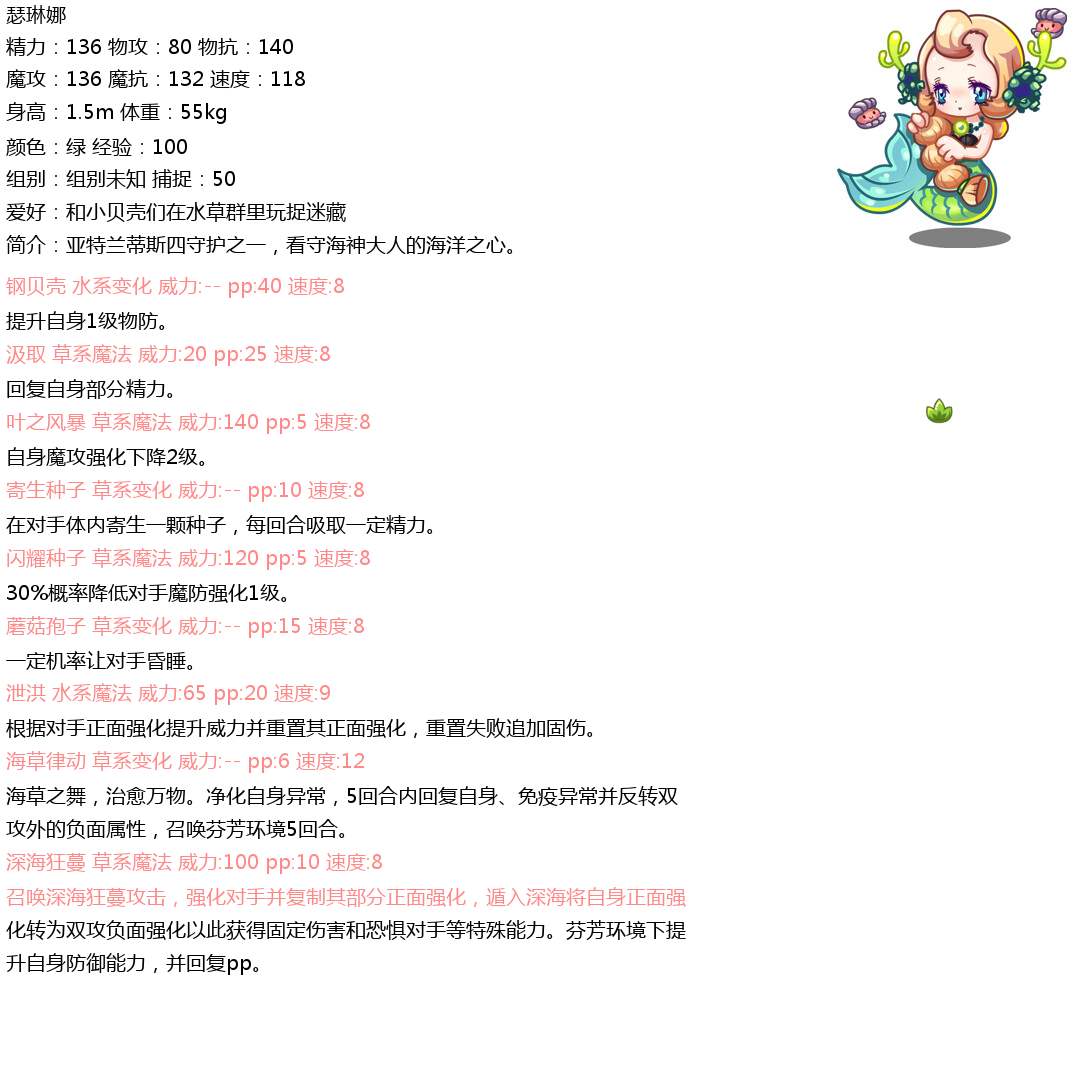 瑟琳娜
精力：136 物攻：80 物抗：140
魔攻：136 魔抗：132 速度：118
身高：1.5m 体重：55kg
颜色：绿 经验：100
组别：组别未知 捕捉：50
爱好：和小贝壳们在水草群里玩捉迷藏
简介：亚特兰蒂斯四守护之一，看守海神大人的海洋之心。
钢贝壳 水系变化 威力:-- pp:40 速度:8
提升自身1级物防。
汲取 草系魔法 威力:20 pp:25 速度:8
回复自身部分精力。
叶之风暴 草系魔法 威力:140 pp:5 速度:8
自身魔攻强化下降2级。
寄生种子 草系变化 威力:-- pp:10 速度:8
在对手体内寄生一颗种子，每回合吸取一定精力。
闪耀种子 草系魔法 威力:120 pp:5 速度:8
30%概率降低对手魔防强化1级。
蘑菇孢子 草系变化 威力:-- pp:15 速度:8
一定机率让对手昏睡。
泄洪 水系魔法 威力:65 pp:20 速度:9
根据对手正面强化提升威力并重置其正面强化，重置失败追加固伤。
海草律动 草系变化 威力:-- pp:6 速度:12
海草之舞，治愈万物。净化自身异常，5回合内回复自身、免疫异常并反转双
攻外的负面属性，召唤芬芳环境5回合。
深海狂蔓 草系魔法 威力:100 pp:10 速度:8
召唤深海狂蔓攻击，强化对手并复制其部分正面强化，遁入深海将自身正面强
化转为双攻负面强化以此获得固定伤害和恐惧对手等特殊能力。芬芳环境下提
升自身防御能力，并回复pp。